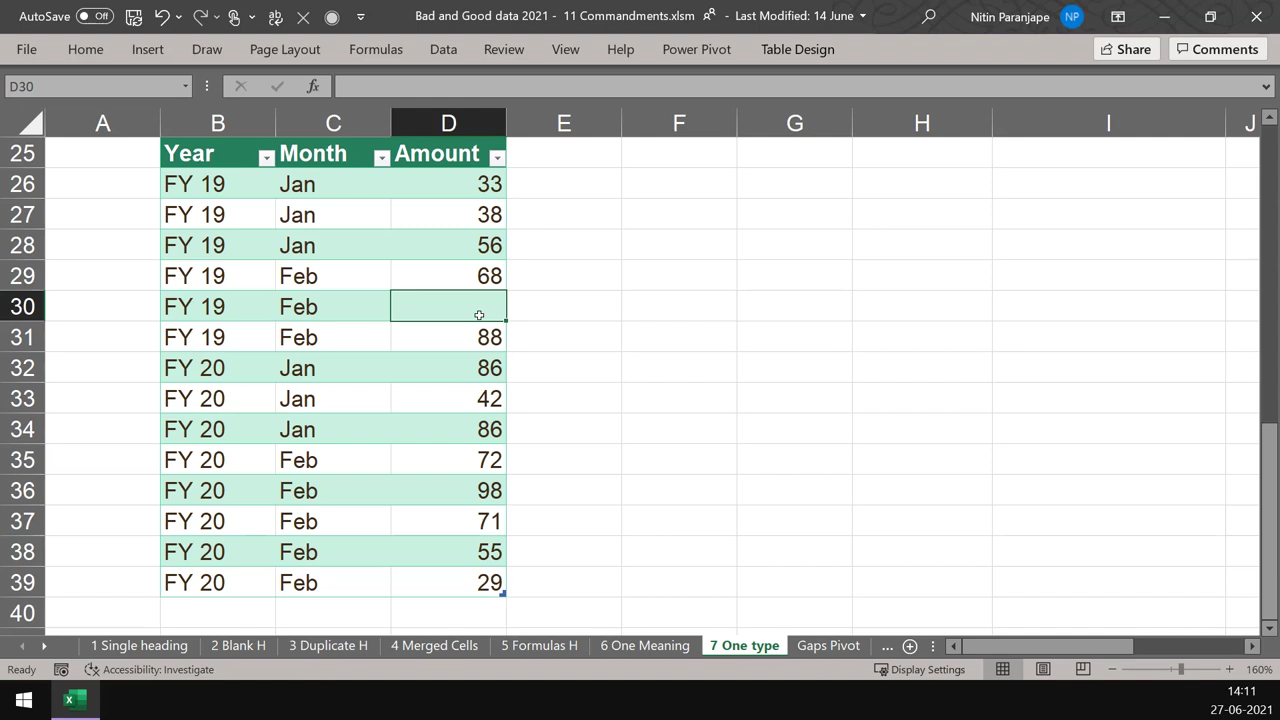 AutoSave Off Bad and Good data 2021 - 11 Commandments.xlsm - Last Modified: 14 June Nitin Paranjape NP
File Home Insert Draw Page Layout Formulas Data Review View Help Power Pivot Table Design Share Comments
D30 fx
A B C D E F G H I J
25 Year Month Amount
26 FY 19 Jan 33
27 FY 19 Jan 38
28 FY 19 Jan 56
29 FY 19 Feb 68
30 FY 19 Feb
31 FY 19 Feb 88
32 FY 20 Jan 86
33 FY 20 Jan 42
34 FY 20 Jan 86
35 FY 20 Feb 72
36 FY 20 Feb 98
37 FY 20 Feb 71
38 FY 20 Feb 55
39 FY 20 Feb 29
40
1 Single heading 2 Blank H 3 Duplicate H 4 Merged Cells 5 Formulas H 6 One Meaning 7 One type Gaps Pivot ...
Ready Accessibility: Investigate Display Settings 160%
14:11
27-06-2021